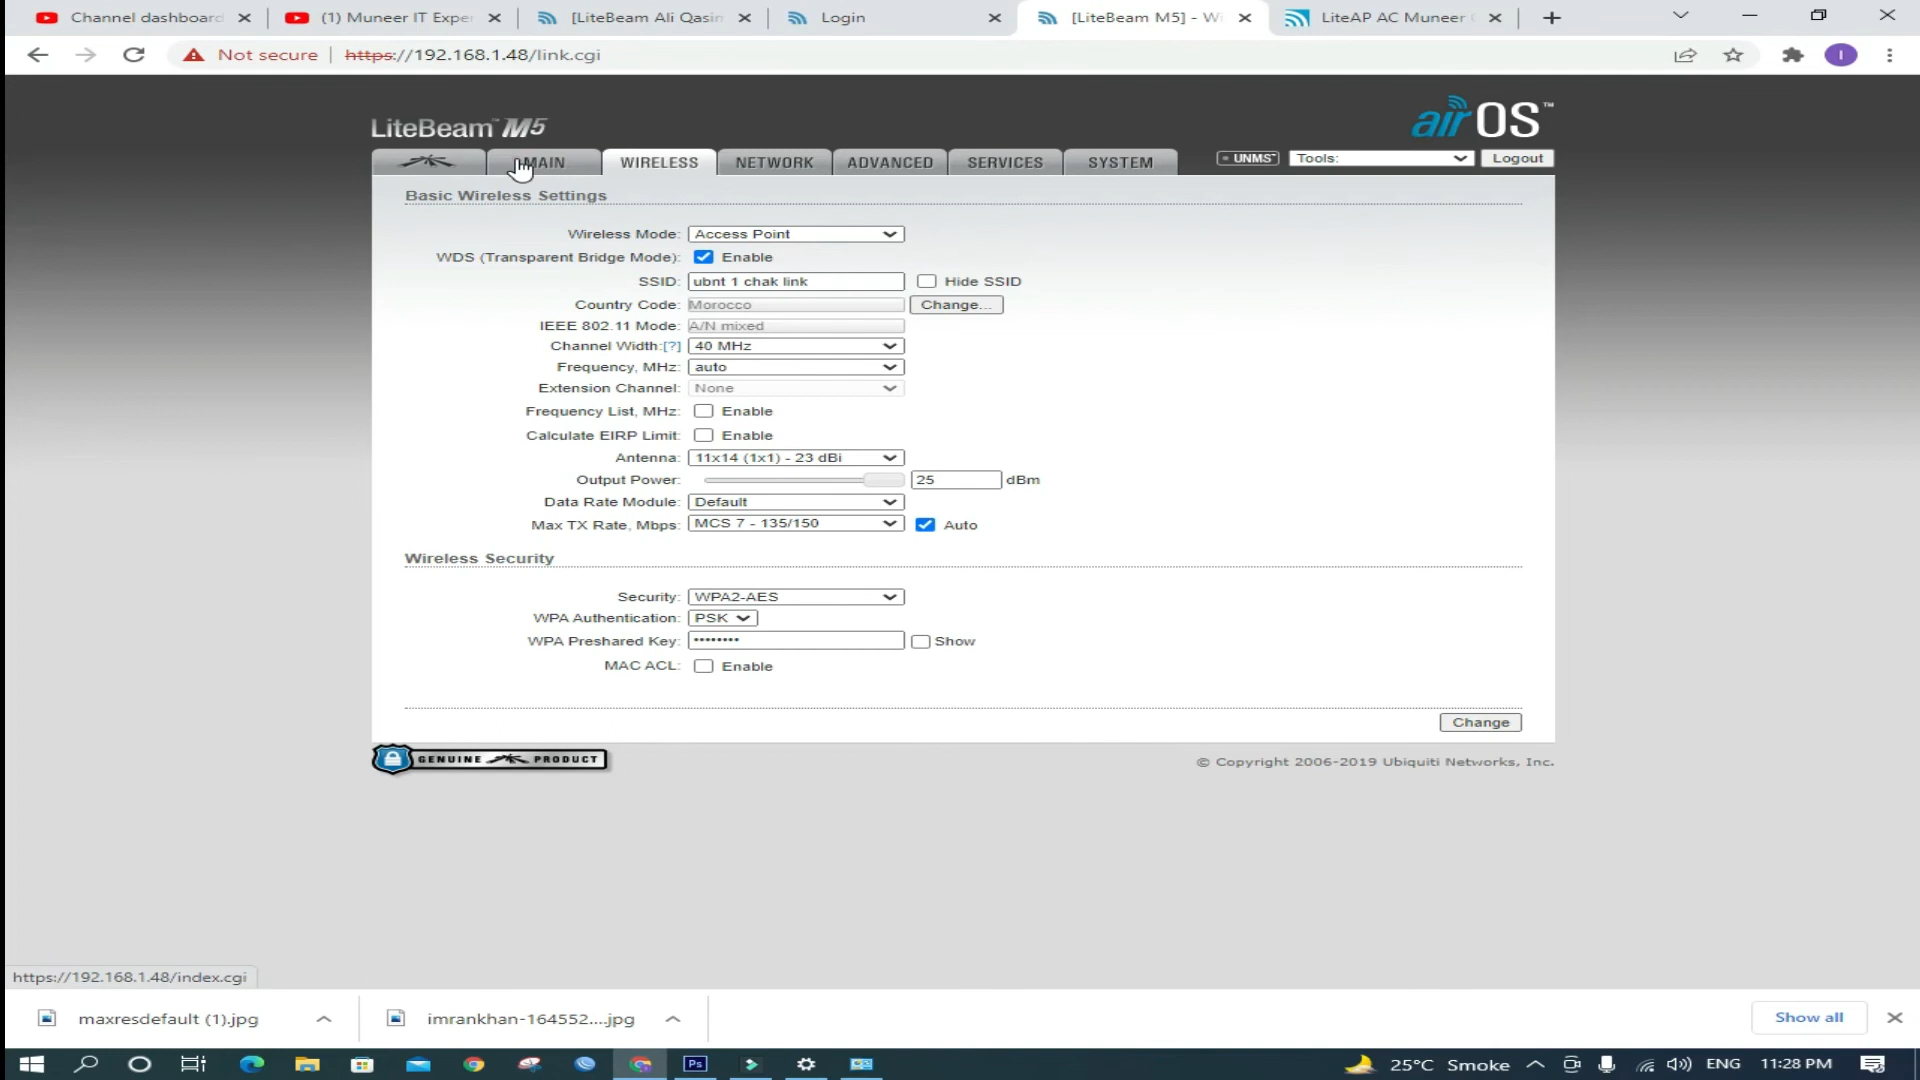 Channel dashboard
(1) Muneer IT Exper
[LiteBeam Ali Qasim
Login
[LiteBeam M5] - Wi
LiteAP AC Muneer
Not secure | https://192.168.1.48/link.cgi
I
LiteBeam™ M5
airOS™
MAIN
WIRELESS
NETWORK
ADVANCED
SERVICES
SYSTEM
UNMS™
Tools:
Logout
Basic Wireless Settings
Wireless Mode: Access Point
WDS (Transparent Bridge Mode): Enable
SSID: ubnt 1 chak link Hide SSID
Country Code: Morocco Change...
IEEE 802.11 Mode: A/N mixed
Channel Width:[?] 40 MHz
Frequency, MHz: auto
Extension Channel: None
Frequency List, MHz: Enable
Calculate EIRP Limit: Enable
Antenna: 11x14 (1x1) - 23 dBi
Output Power: 25 dBm
Data Rate Module: Default
Max TX Rate, Mbps: MCS 7 - 135/150 Auto
Wireless Security
Security: WPA2-AES
WPA Authentication: PSK
WPA Preshared Key: •••••••• Show
MAC ACL: Enable
Change
GENUINE PRODUCT
© Copyright 2006-2019 Ubiquiti Networks, Inc.
https://192.168.1.48/index.cgi
maxresdefault (1).jpg
imrankhan-164552....jpg
Show all
Ps
25°C Smoke
ENG
11:28 PM